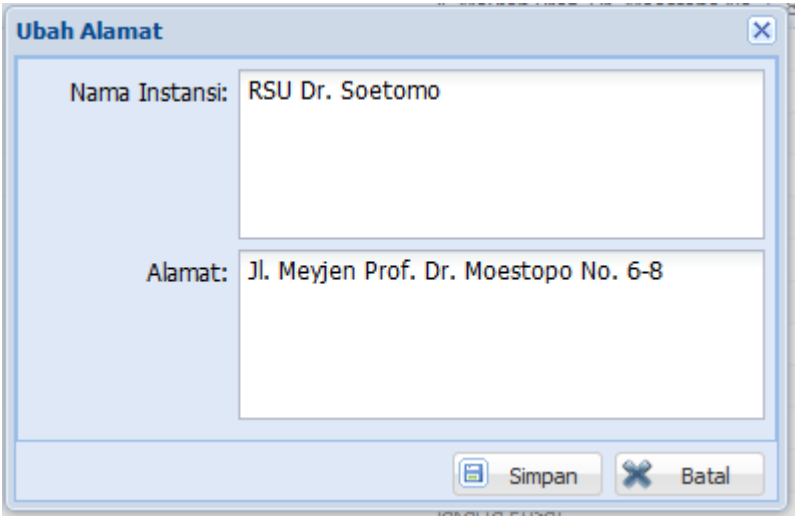 Ubah Alamat
Nama Instansi: RSU Dr. Soetomo
Alamat: Jl. Meyjen Prof. Dr. Moestopo No. 6-8
Simpan Batal